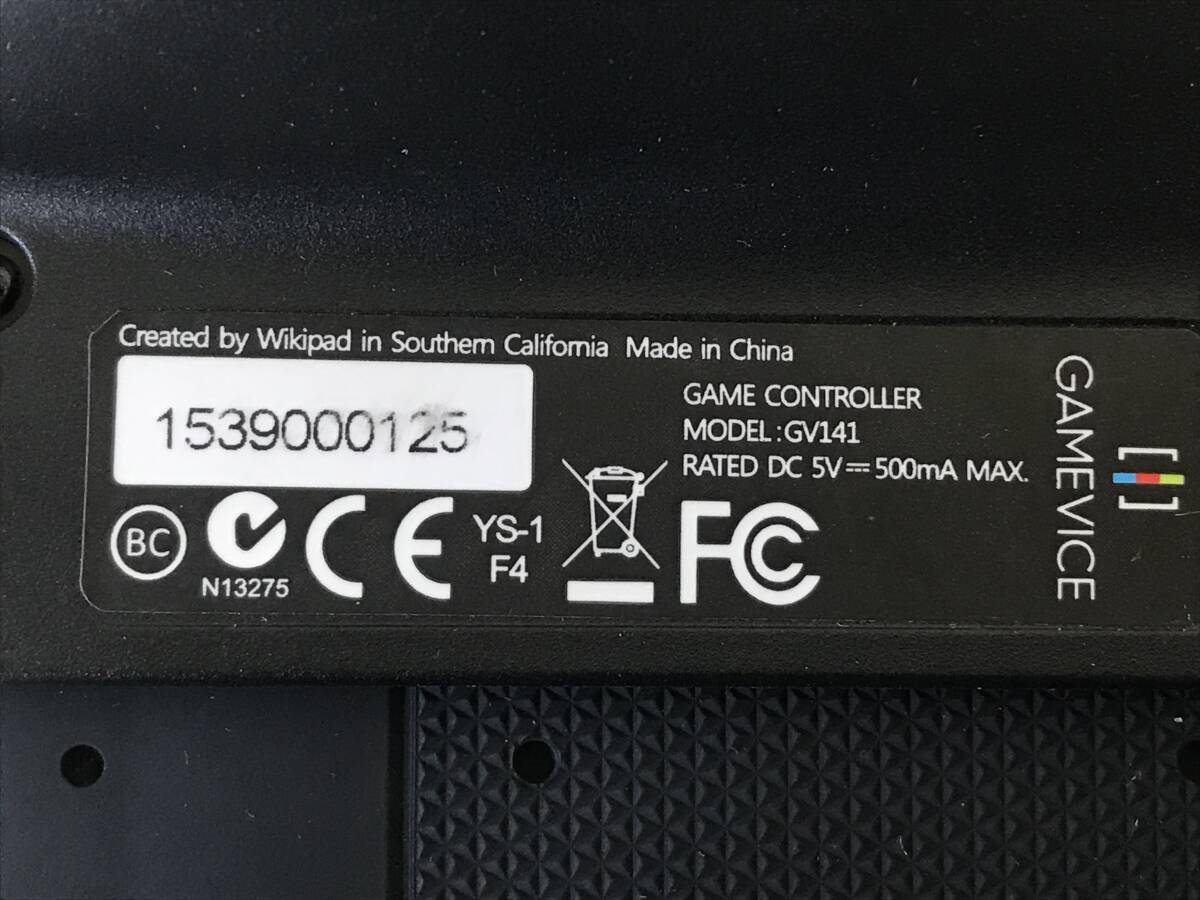 Created by Wikipad in Southern California Made in China
1539000125
GAME CONTROLLER
MODEL:GV141
RATED DC 5V⎓500mA MAX.
BC
N13275
CE
YS-1
F4
FC
GAMEVICE